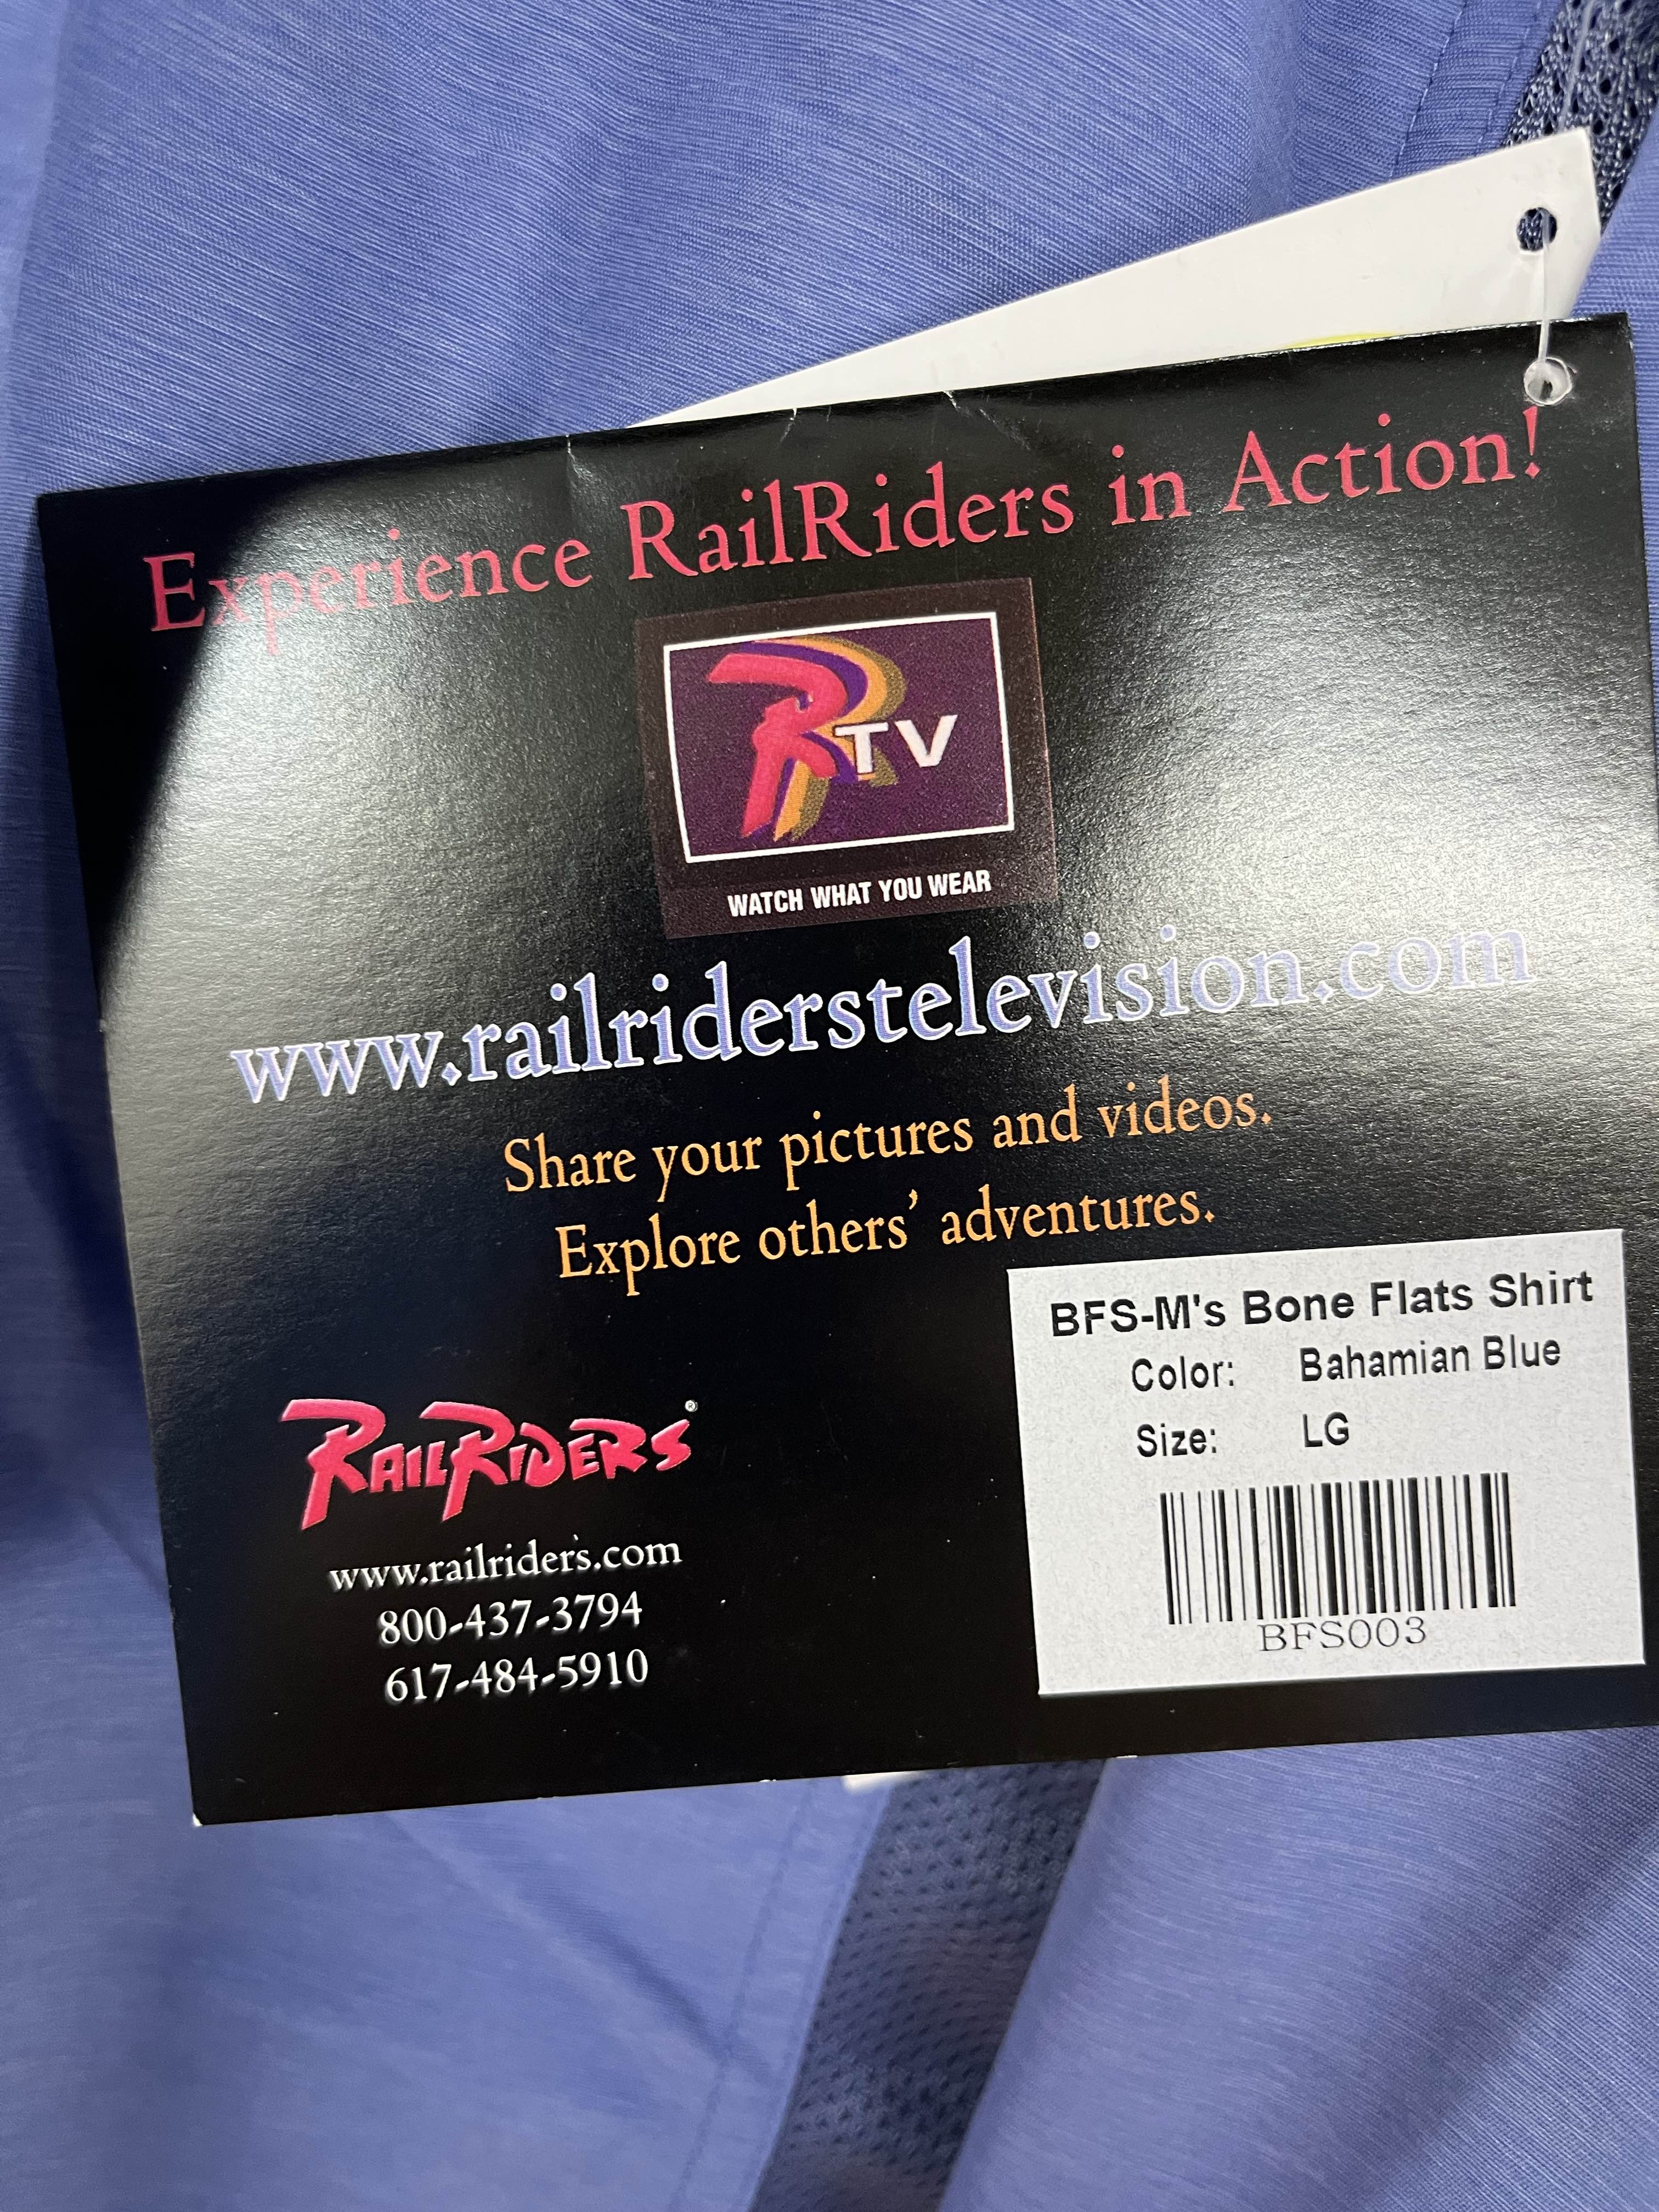 Experience RailRiders in Action!
R TV
WATCH WHAT YOU WEAR
www.railriderstelevision.com
Share your pictures and videos.
Explore others’ adventures.
RAILRIDERS®
www.railriders.com
800-437-3794
617-484-5910
BFS-M's Bone Flats Shirt
Color: Bahamian Blue
Size: LG
BFS003